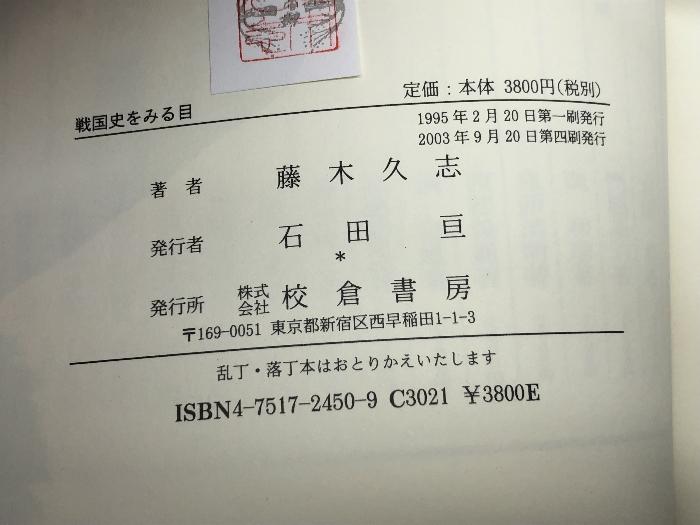 定価：本体 3800円(税別)
戦国史をみる目
1995年2月20日第一刷発行
2003年9月20日第四刷発行
著者 藤木久志
発行者 石田亘
*
発行所 株式会社 校倉書房
〒169-0051 東京都新宿区西早稲田1-1-3
乱丁・落丁本はおとりかえいたします
ISBN4-7517-2450-9 C3021 ￥3800E